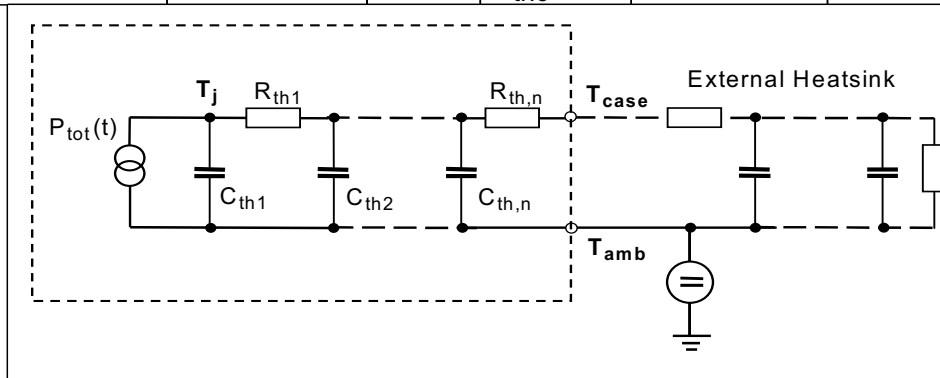 T_j
R_th1
R_th,n
T_case
External Heatsink
P_tot(t)
C_th1
C_th2
C_th,n
T_amb